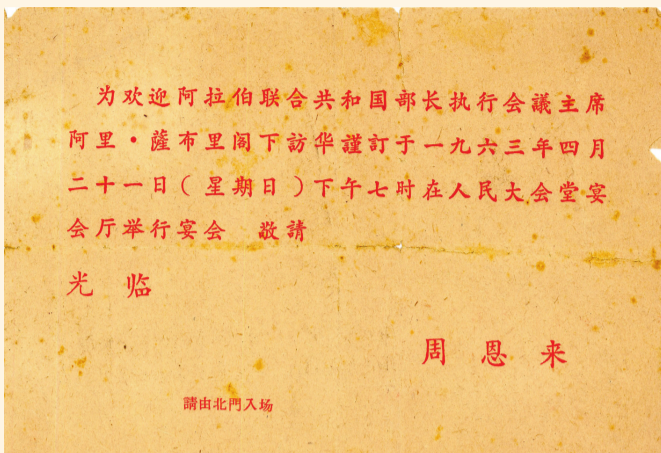 为欢迎阿拉伯联合共和国部长执行会議主席
阿里·薩布里阁下訪华謹訂于一九六三年四月
二十一日（星期日）下午七时在人民大会堂宴
会厅举行宴会　敬請
光　临
周　恩　来
請由北門入场